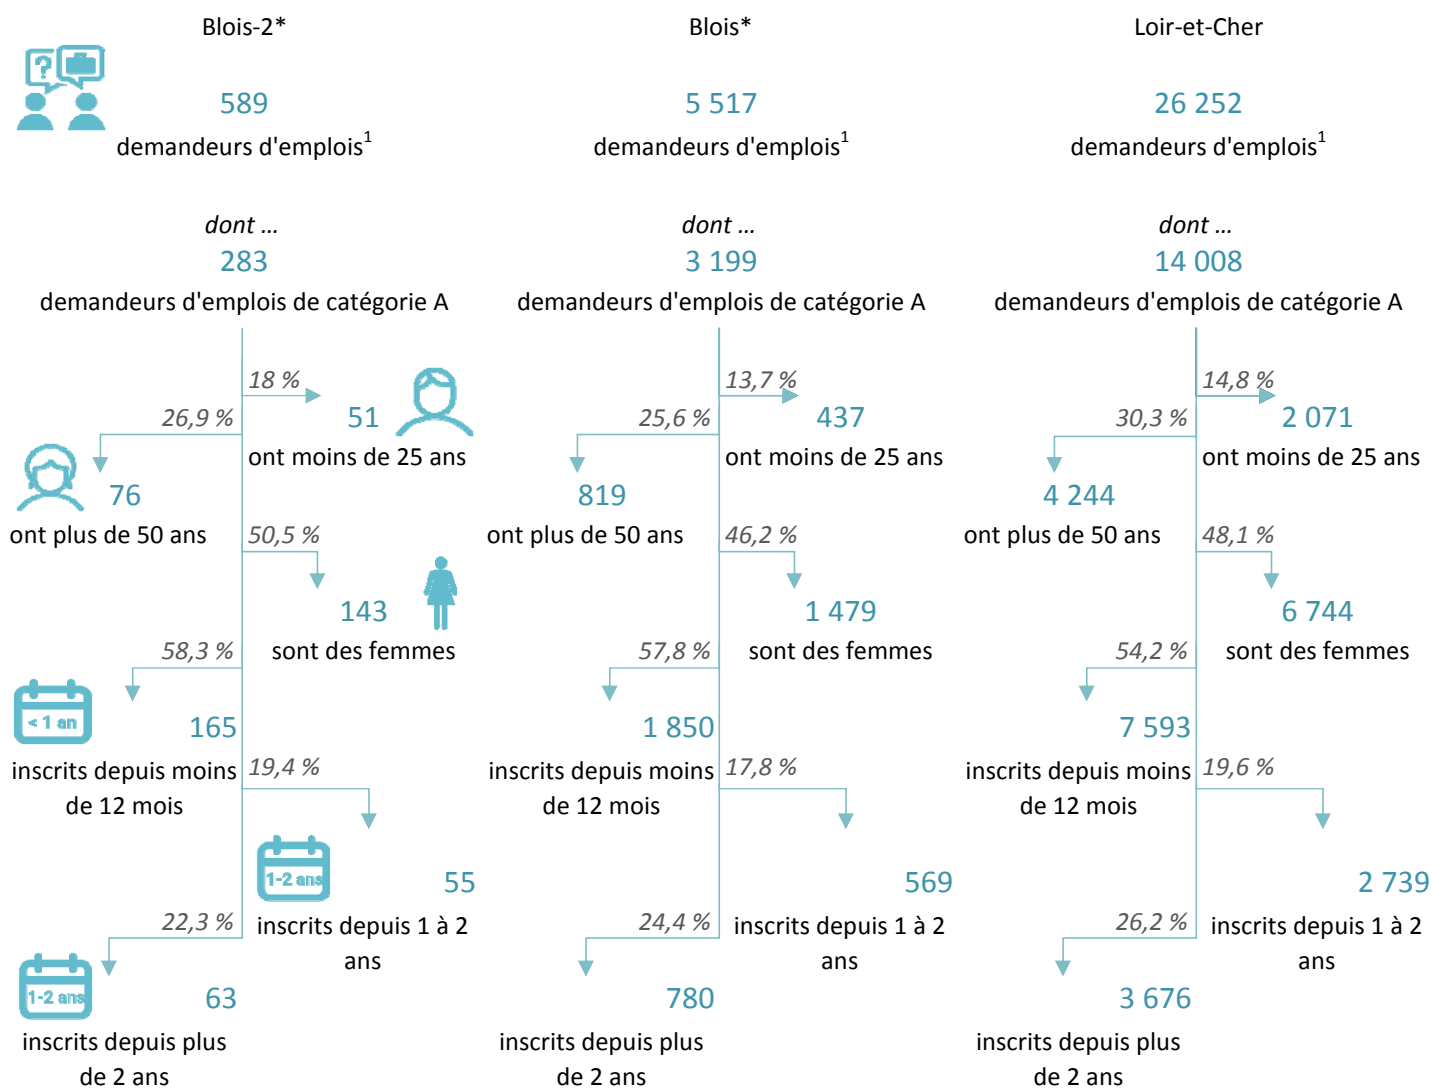 Blois-2*
Blois*
Loir-et-Cher
?
589
5 517
26 252
demandeurs d'emplois1
demandeurs d'emplois1
demandeurs d'emplois1
dont ...
dont ...
dont ...
283
3 199
14 008
demandeurs d'emplois de catégorie A
demandeurs d'emplois de catégorie A
demandeurs d'emplois de catégorie A
18 %
13,7 %
14,8 %
26,9 %
51
25,6 %
437
30,3 %
2 071
ont moins de 25 ans
ont moins de 25 ans
ont moins de 25 ans
76
819
4 244
ont plus de 50 ans
50,5 %
ont plus de 50 ans
46,2 %
ont plus de 50 ans
48,1 %
143
1 479
6 744
58,3 %
sont des femmes
57,8 %
sont des femmes
54,2 %
sont des femmes
< 1 an
165
1 850
7 593
inscrits depuis moins
de 12 mois
19,4 %
inscrits depuis moins
de 12 mois
17,8 %
inscrits depuis moins
de 12 mois
19,6 %
1-2 ans
55
569
2 739
22,3 %
inscrits depuis 1 à 2
ans
24,4 %
inscrits depuis 1 à 2
ans
26,2 %
inscrits depuis 1 à 2
ans
1-2 ans
63
780
3 676
inscrits depuis plus
de 2 ans
inscrits depuis plus
de 2 ans
inscrits depuis plus
de 2 ans